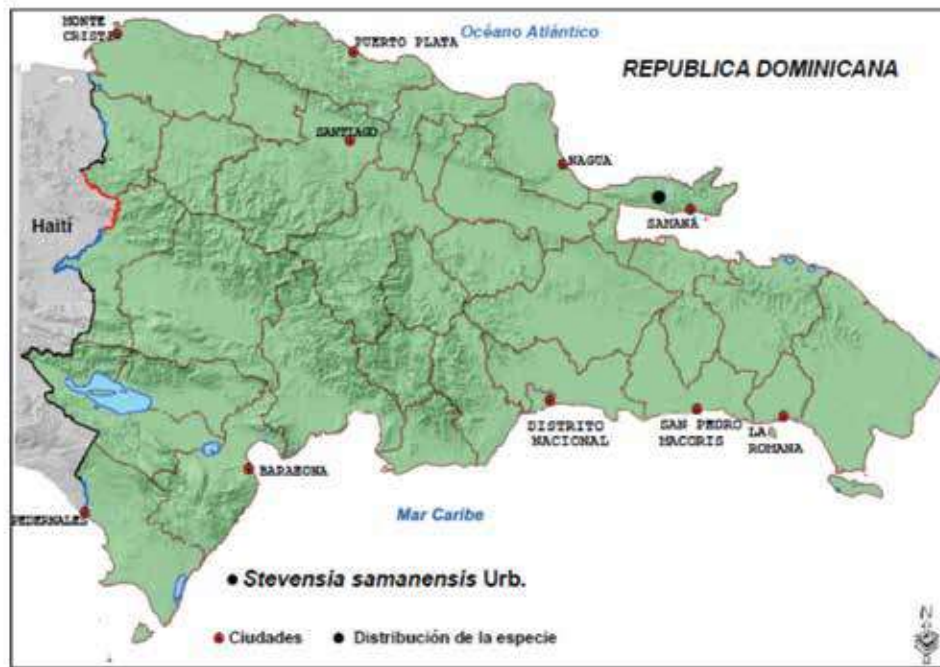 MONTE
CRISTI
Océano Atlántico
PUERTO PLATA
REPUBLICA DOMINICANA
SANTIAGO
NAGUA
SAMANÁ
Haití
DISTRITO
NACIONAL
SAN PEDRO
MACORIS
LA
ROMANA
BARAHONA
PEDERNALES
Mar Caribe
• Stevensia samanensis Urb.
Ciudades
Distribución de la especie
N